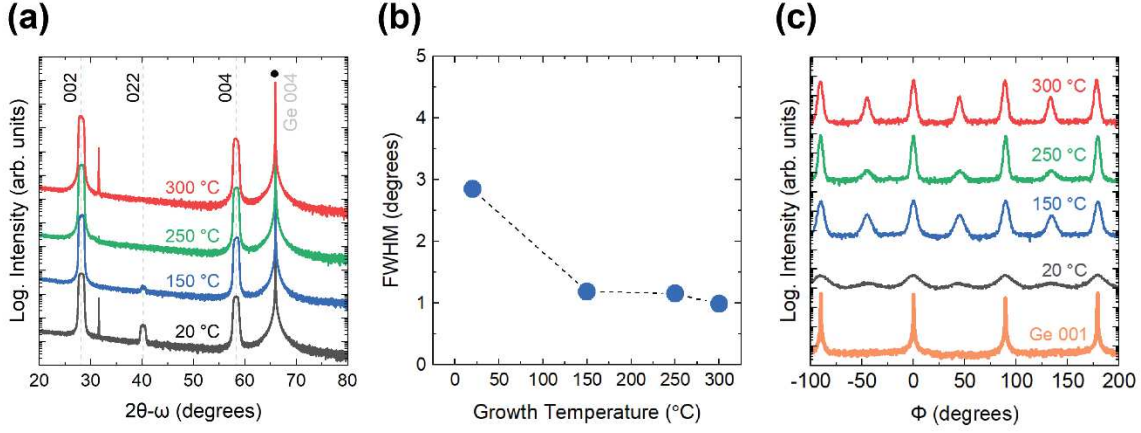 (a)
Log. Intensity (arb. units)
002
022
004
Ge 004
300 °C
250 °C
150 °C
20 °C
20 30 40 50 60 70 80
2θ-ω (degrees)
(b)
FWHM (degrees)
5
4
3
2
1
0
0 50 100 150 200 250 300
Growth Temperature (°C)
(c)
Log. Intensity (arb. units)
300 °C
250 °C
150 °C
20 °C
Ge 001
-100 -50 0 50 100 150 200
Φ (degrees)